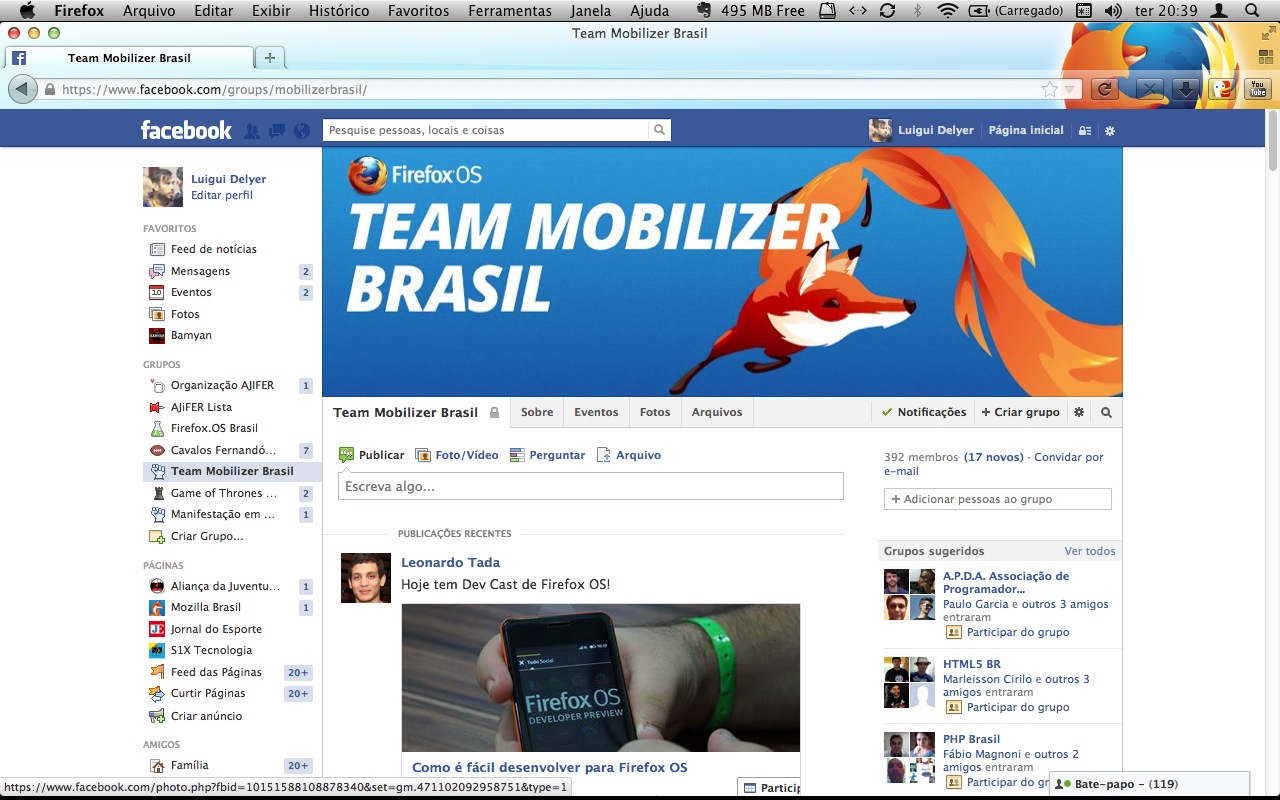 Firefox Arquivo Editar Exibir Histórico Favoritos Ferramentas Janela Ajuda 495 MB Free (Carregado) ter 20:39
Team Mobilizer Brasil
Team Mobilizer Brasil
https://www.facebook.com/groups/mobilizerbrasil/
You Tube
facebook
Pesquise pessoas, locais e coisas
Luigui Delyer Página inicial
Luigui Delyer
Editar perfil
FAVORITOS
Feed de notícias
Mensagens 2
Eventos 2
Fotos
Bamyan
GRUPOS
Organização AJIFER 1
AJiFER Lista
Firefox.OS Brasil
Cavalos Fernandó... 7
Team Mobilizer Brasil
Game of Thrones ... 2
Manifestação em ... 1
Criar Grupo...
PÁGINAS
Aliança da Juventu... 1
Mozilla Brasil 1
Jornal do Esporte
S1X Tecnologia
Feed das Páginas 20+
Curtir Páginas 20+
Criar anúncio
AMIGOS
Família 20+
Firefox OS
TEAM MOBILIZER
BRASIL
Team Mobilizer Brasil Sobre Eventos Fotos Arquivos Notificações + Criar grupo
Publicar Foto/Vídeo Perguntar Arquivo
Escreva algo...
PUBLICAÇÕES RECENTES
Leonardo Tada
Hoje tem Dev Cast de Firefox OS!
Tudo Social
Firefox OS
DEVELOPER PREVIEW
Como é fácil desenvolver para Firefox OS
Particip
392 membros (17 novos) · Convidar por
e-mail
+ Adicionar pessoas ao grupo
Grupos sugeridos Ver todos
A.P.D.A. Associação de
Programador...
Paulo Garcia e outros 3 amigos
entraram
Participar do grupo
HTML5 BR
Marleisson Cirilo e outros 3
amigos entraram
Participar do grupo
PHP Brasil
Fábio Magnoni e outros 2
amigos entraram
Participar do g
Bate-papo - (119)
https://www.facebook.com/photo.php?fbid=10151588108878340&set=gm.471102092958751&type=1